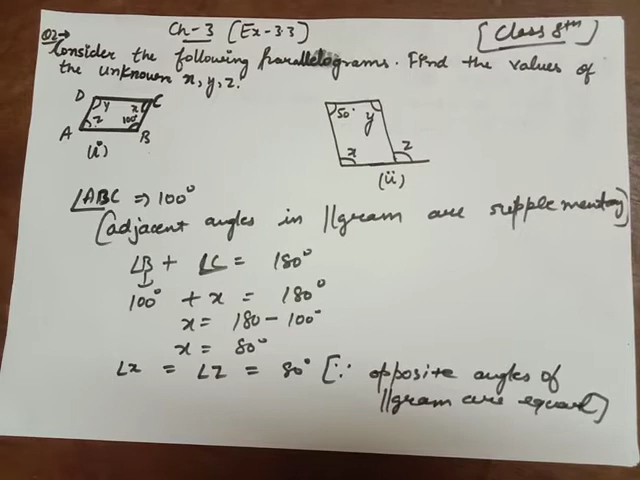 Ch-3 (Ex-3.3) [Class 8th]
Q2→
Consider the following parallelograms. Find the values of
the unknown x, y, z.
D y x C
A z 100° B
(i)
50° y
x z
(ii)
∠ABC ⇒ 100°
(adjacent angles in ||gram are supplementary)
∠B + ∠C = 180°
100° + x = 180°
x = 180 - 100°
x = 80°
∠x = ∠z = 80° [∵ opposite angles of
||gram are equal]